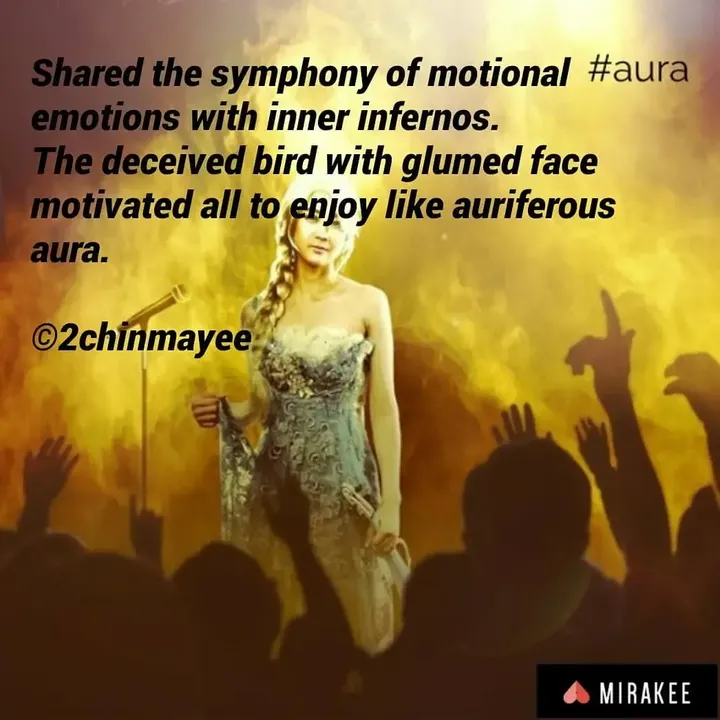 Shared the symphony of motional #aura
emotions with inner infernos.
The deceived bird with glumed face
motivated all to enjoy like auriferous
aura.
©2chinmayee
MIRAKEE